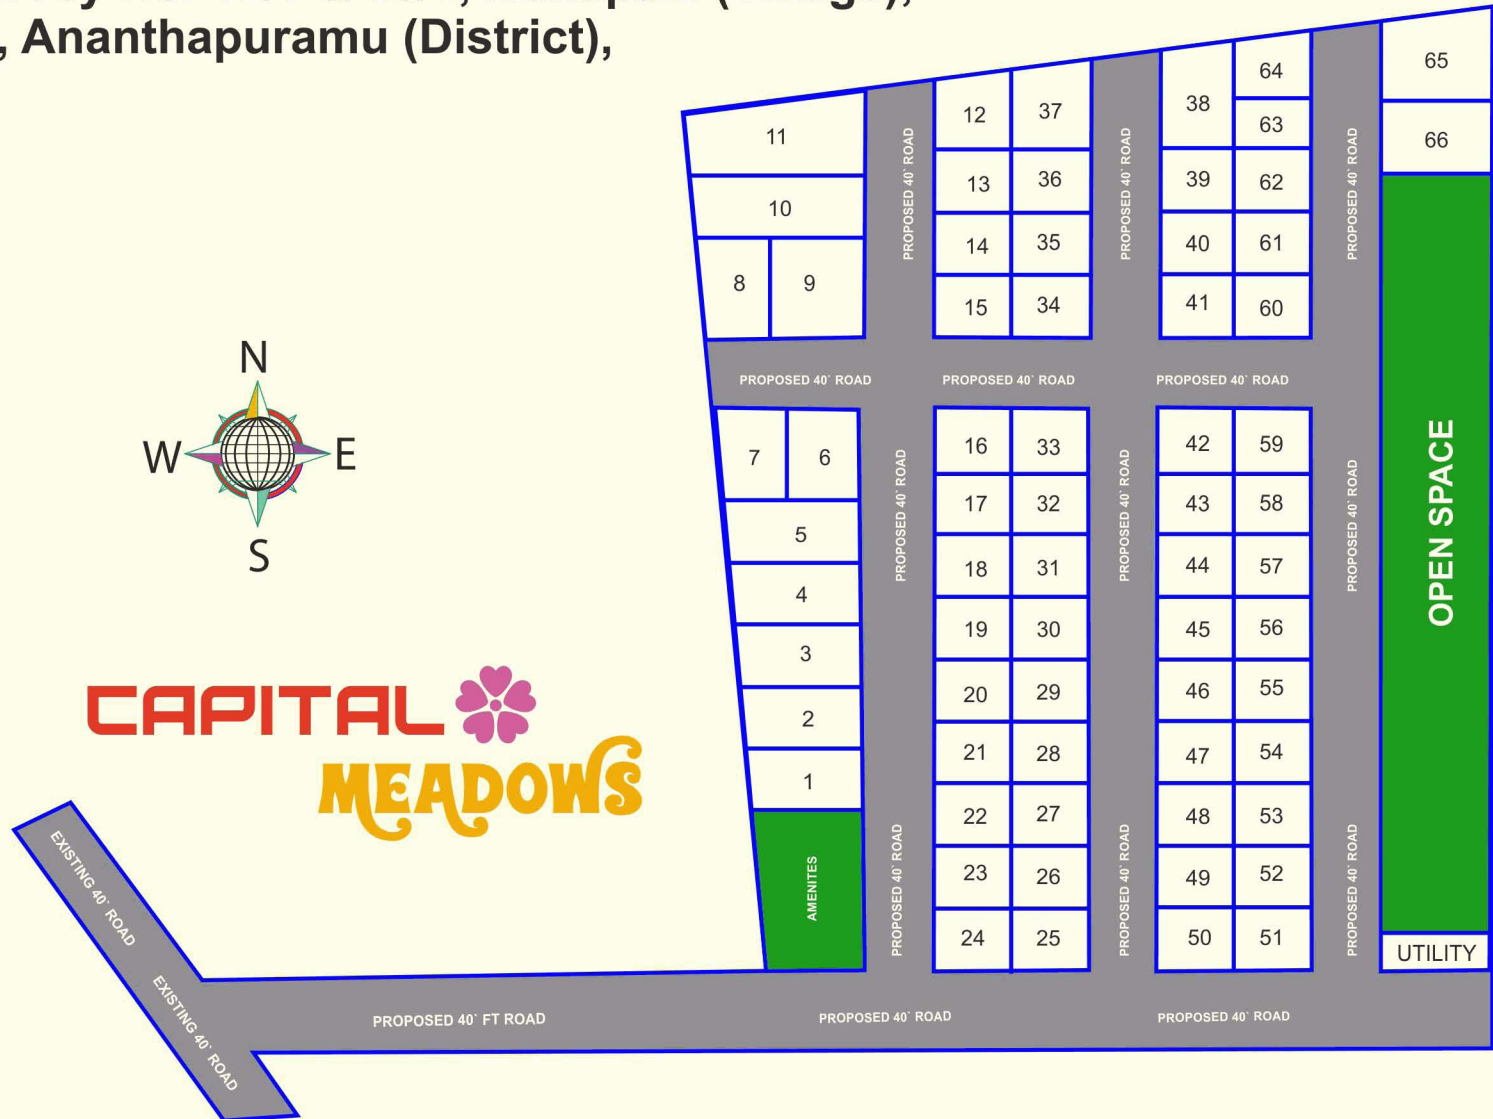 , Ananthapuramu (District),
N
W
E
S
CAPITAL
MEADOWS
11
10
8
9
7
6
5
4
3
2
1
AMENITES
PROPOSED 40` ROAD
PROPOSED 40` ROAD
PROPOSED 40` ROAD
12
37
13
36
14
35
15
34
16
33
17
32
18
31
19
30
20
29
21
28
22
27
23
26
24
25
PROPOSED 40` ROAD
PROPOSED 40` ROAD
PROPOSED 40` ROAD
38
64
63
39
62
40
61
41
60
42
59
43
58
44
57
45
56
46
55
47
54
48
53
49
52
50
51
PROPOSED 40` ROAD
PROPOSED 40` ROAD
PROPOSED 40` ROAD
65
66
OPEN SPACE
UTILITY
PROPOSED 40` ROAD
PROPOSED 40` ROAD
PROPOSED 40` ROAD
EXISTING 40` ROAD
EXISTING 40` ROAD
PROPOSED 40` FT ROAD
PROPOSED 40` ROAD
PROPOSED 40` ROAD